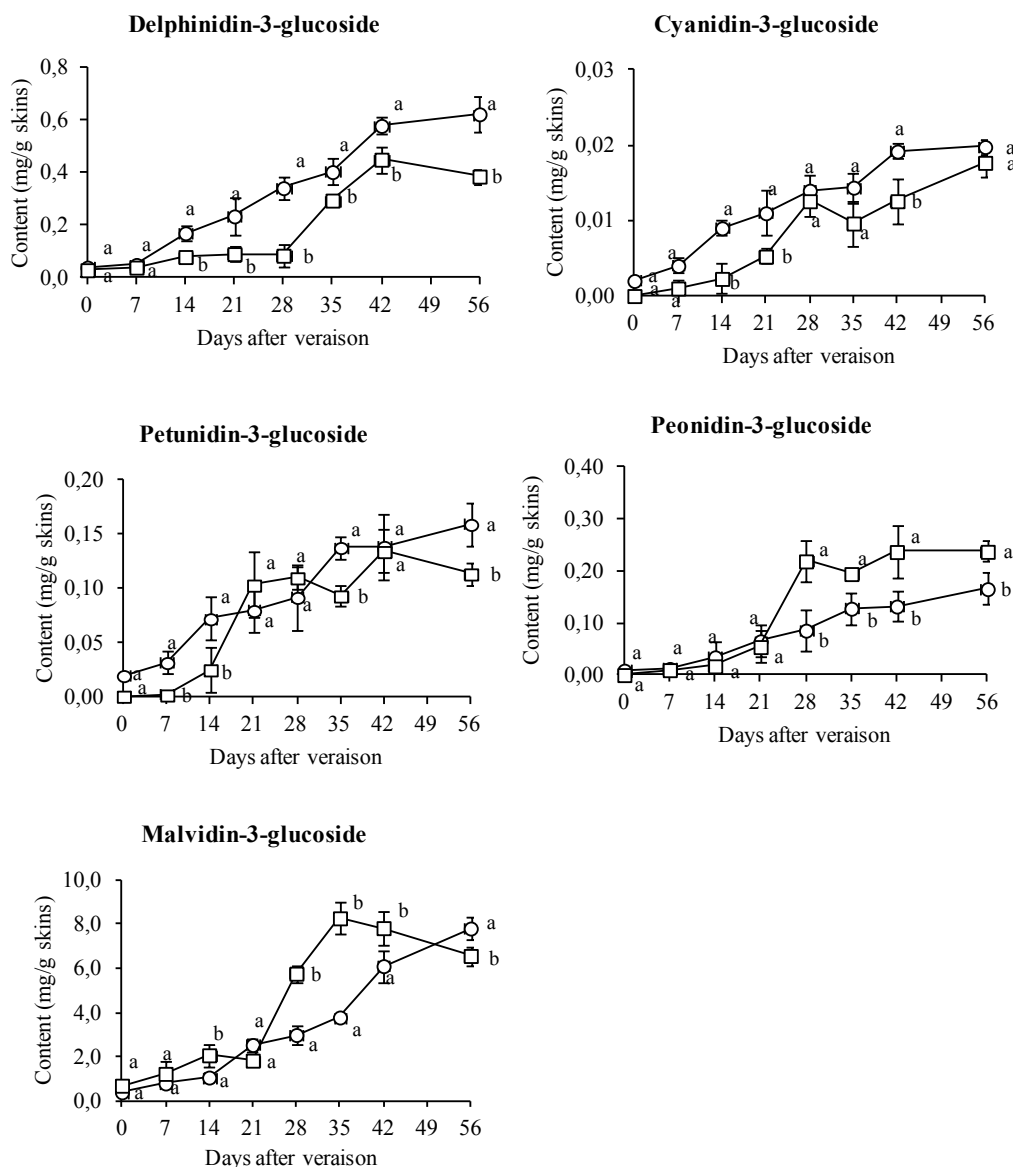 Delphinidin-3-glucoside
Content (mg/g skins)
0,8
0,6
0,4
0,2
0,0
a a a a a a a a
a a b b b b b b
0 7 14 21 28 35 42 49 56
Days after veraison
Cyanidin-3-glucoside
Content (mg/g skins)
0,03
0,02
0,01
0,00
a a a a a a a a
a a b b a b a
0 7 14 21 28 35 42 49 56
Days after veraison
Petunidin-3-glucoside
Content (mg/g skins)
0,20
0,15
0,10
0,05
0,00
a a a a a a a a
a b b a a b a b
0 7 14 21 28 35 42 49 56
Days after veraison
Peonidin-3-glucoside
Content (mg/g skins)
0,40
0,30
0,20
0,10
0,00
a a a a a a a a
a a a b b b b
0 7 14 21 28 35 42 49 56
Days after veraison
Malvidin-3-glucoside
Content (mg/g skins)
10,0
8,0
6,0
4,0
2,0
0,0
a a b a b b b a
a a a a a a a b
0 7 14 21 28 35 42 49 56
Days after veraison